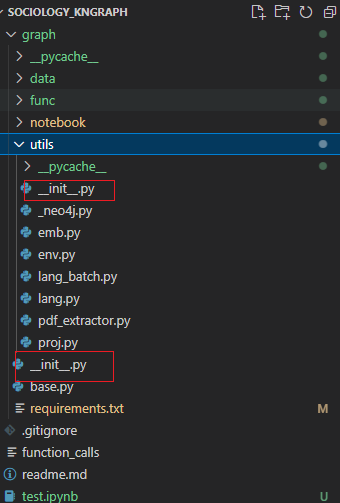 SOCIOLOGY_KNGRAPH
graph
__pycache__
data
func
notebook
utils
__pycache__
__init__.py
_neo4j.py
emb.py
env.py
lang_batch.py
lang.py
pdf_extractor.py
proj.py
__init__.py
base.py
requirements.txt M
.gitignore
function_calls
readme.md
test.ipynb U